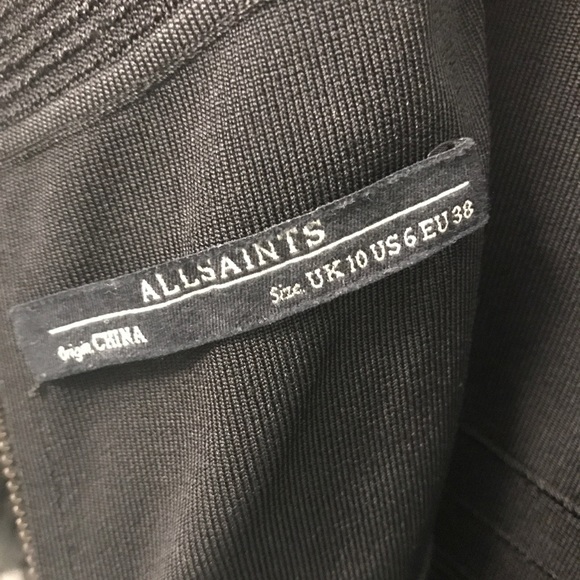 ALLSAINTS
Size. UK 10 US 6 EU 38
Origin CHINA